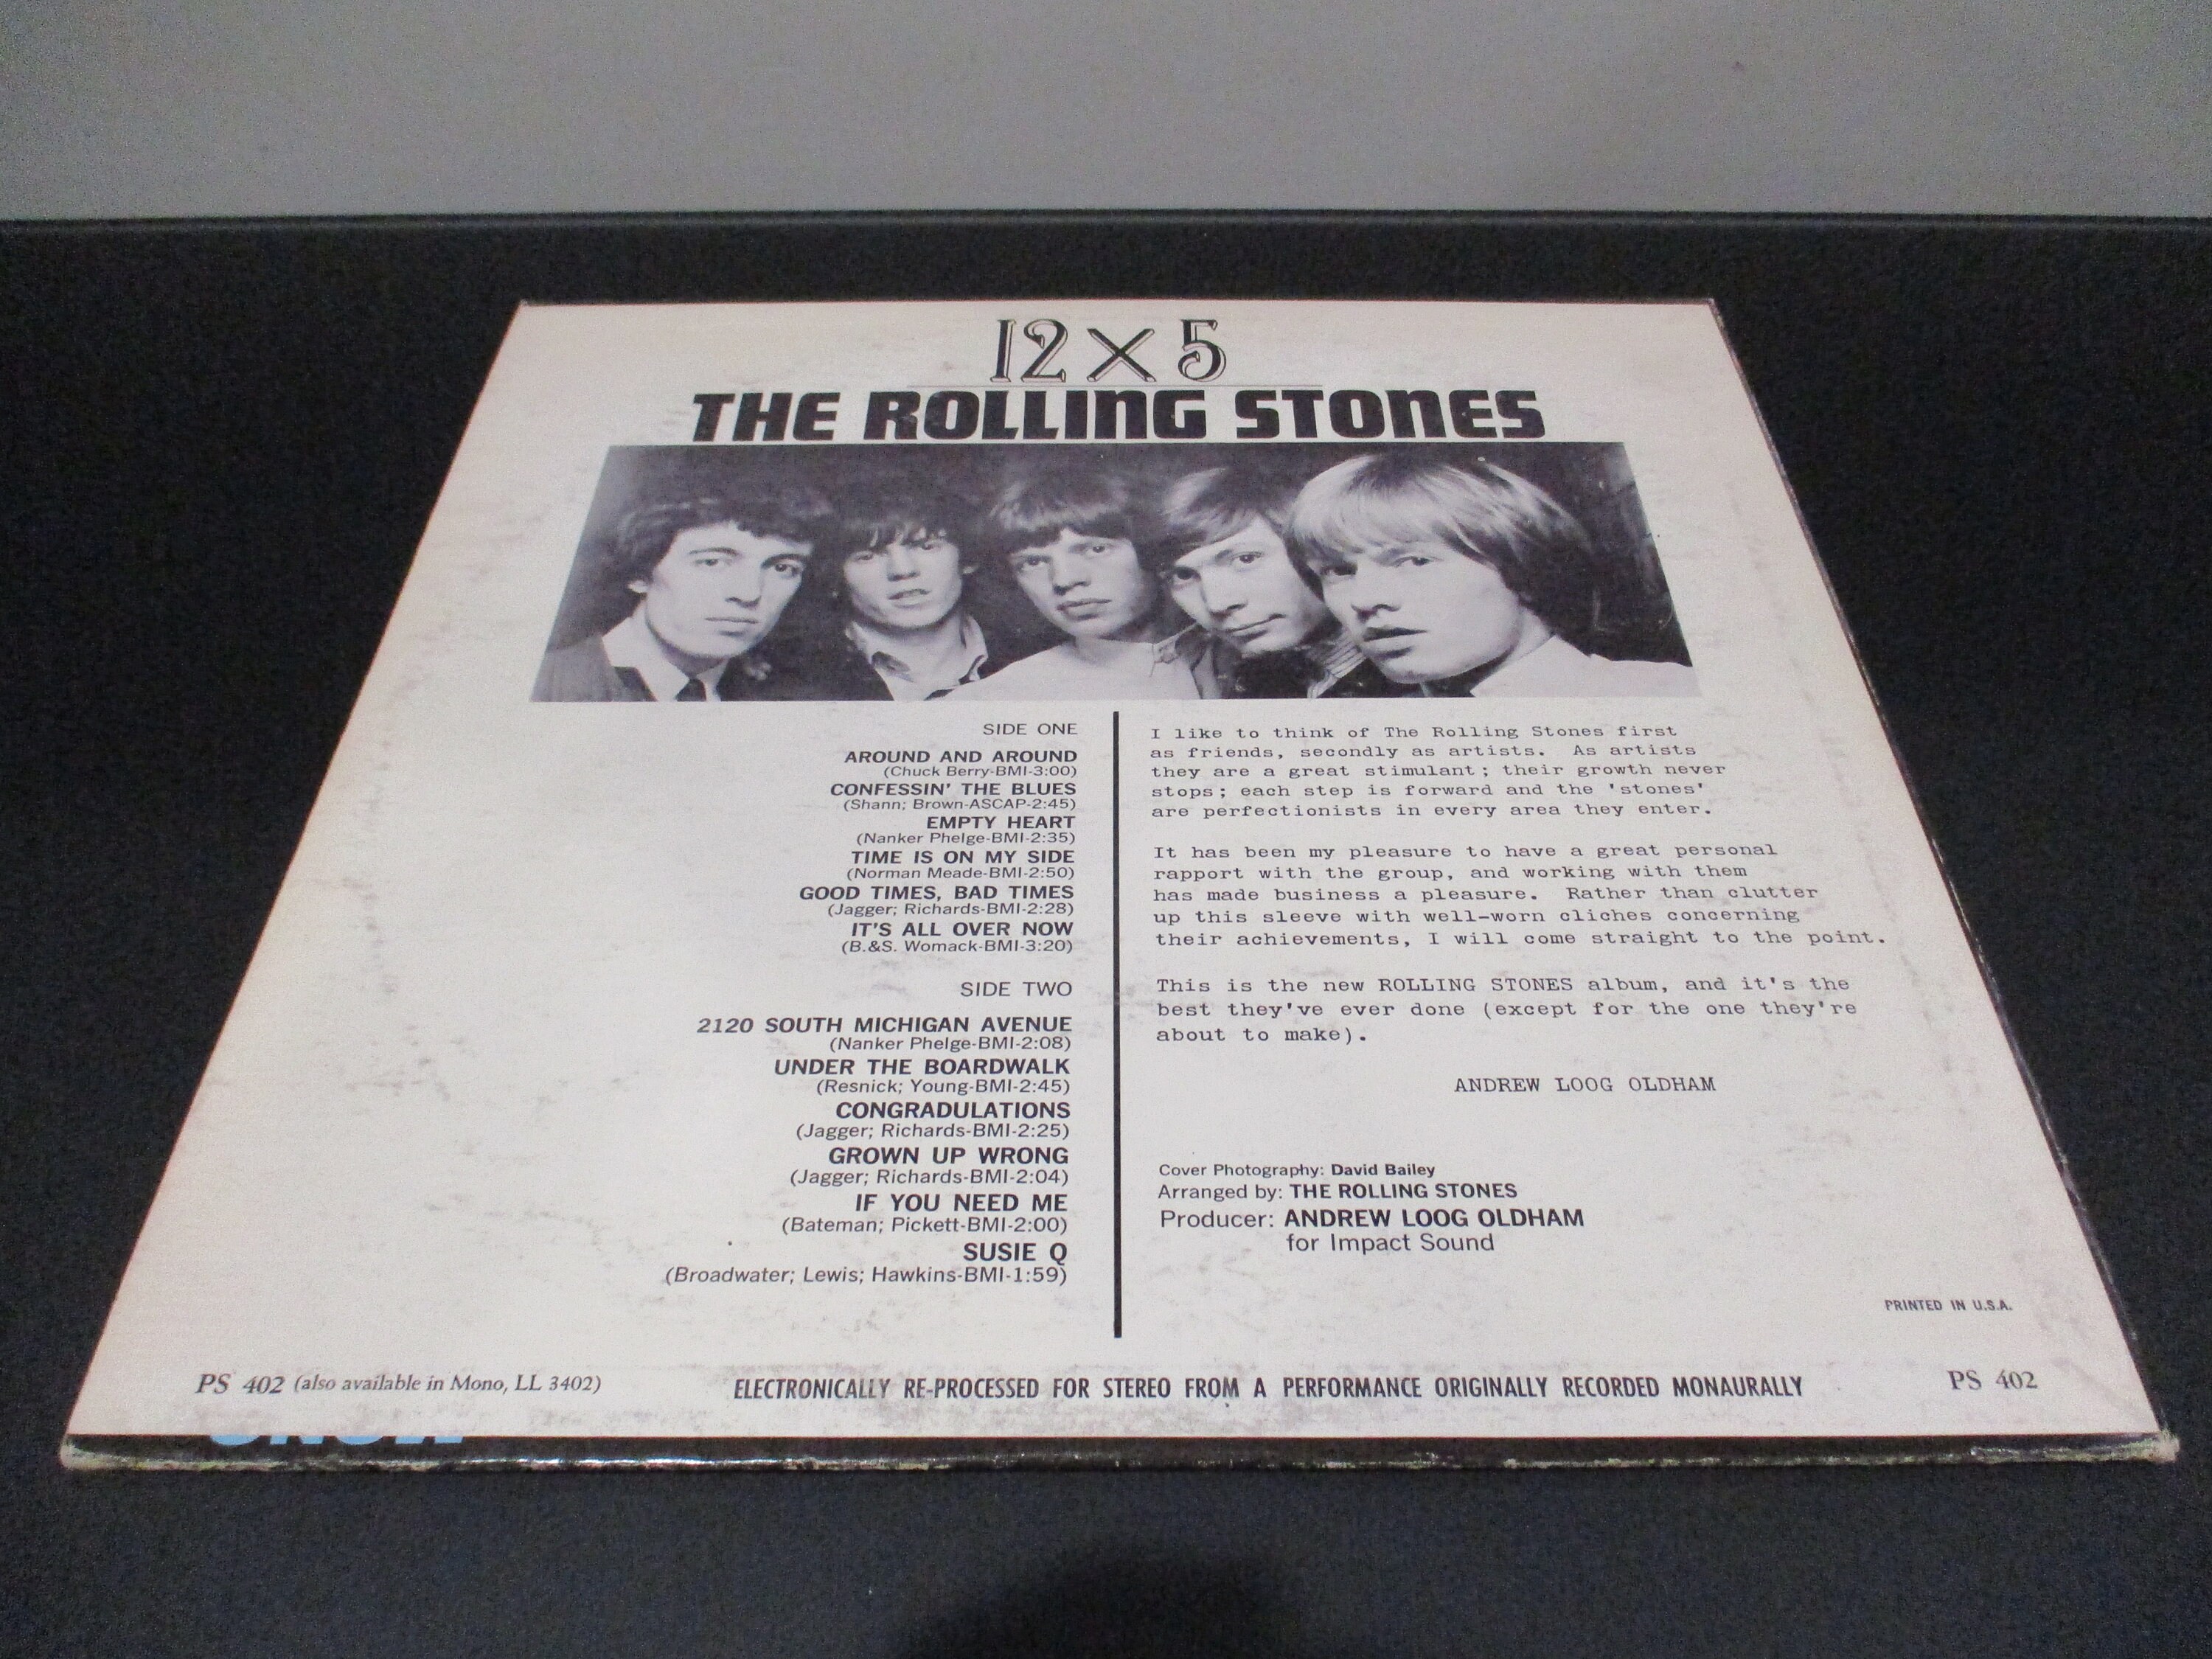 12 × 5
THE ROLLING STONES
SIDE ONE
AROUND AND AROUND
(Chuck Berry-BMI-3:00)
CONFESSIN' THE BLUES
(Shann; Brown-ASCAP-2:45)
EMPTY HEART
(Nanker Phelge-BMI-2:35)
TIME IS ON MY SIDE
(Norman Meade-BMI-2:50)
GOOD TIMES, BAD TIMES
(Jagger; Richards-BMI-2:28)
IT'S ALL OVER NOW
(B.&S. Womack-BMI-3:20)
SIDE TWO
2120 SOUTH MICHIGAN AVENUE
(Nanker Phelge-BMI-2:08)
UNDER THE BOARDWALK
(Resnick; Young-BMI-2:45)
CONGRADULATIONS
(Jagger; Richards-BMI-2:25)
GROWN UP WRONG
(Jagger; Richards-BMI-2:04)
IF YOU NEED ME
(Bateman; Pickett-BMI-2:00)
SUSIE Q
(Broadwater; Lewis; Hawkins-BMI-1:59)
I like to think of The Rolling Stones first
as friends, secondly as artists. As artists
they are a great stimulant; their growth never
stops; each step is forward and the 'stones'
are perfectionists in every area they enter.
It has been my pleasure to have a great personal
rapport with the group, and working with them
has made business a pleasure. Rather than clutter
up this sleeve with well-worn cliches concerning
their achievements, I will come straight to the point.
This is the new ROLLING STONES album, and it's the
best they've ever done (except for the one they're
about to make).
ANDREW LOOG OLDHAM
Cover Photography: David Bailey
Arranged by: THE ROLLING STONES
Producer: ANDREW LOOG OLDHAM
for Impact Sound
PRINTED IN U.S.A.
PS 402 (also available in Mono, LL 3402)
ELECTRONICALLY RE-PROCESSED FOR STEREO FROM A PERFORMANCE ORIGINALLY RECORDED MONAURALLY
PS 402